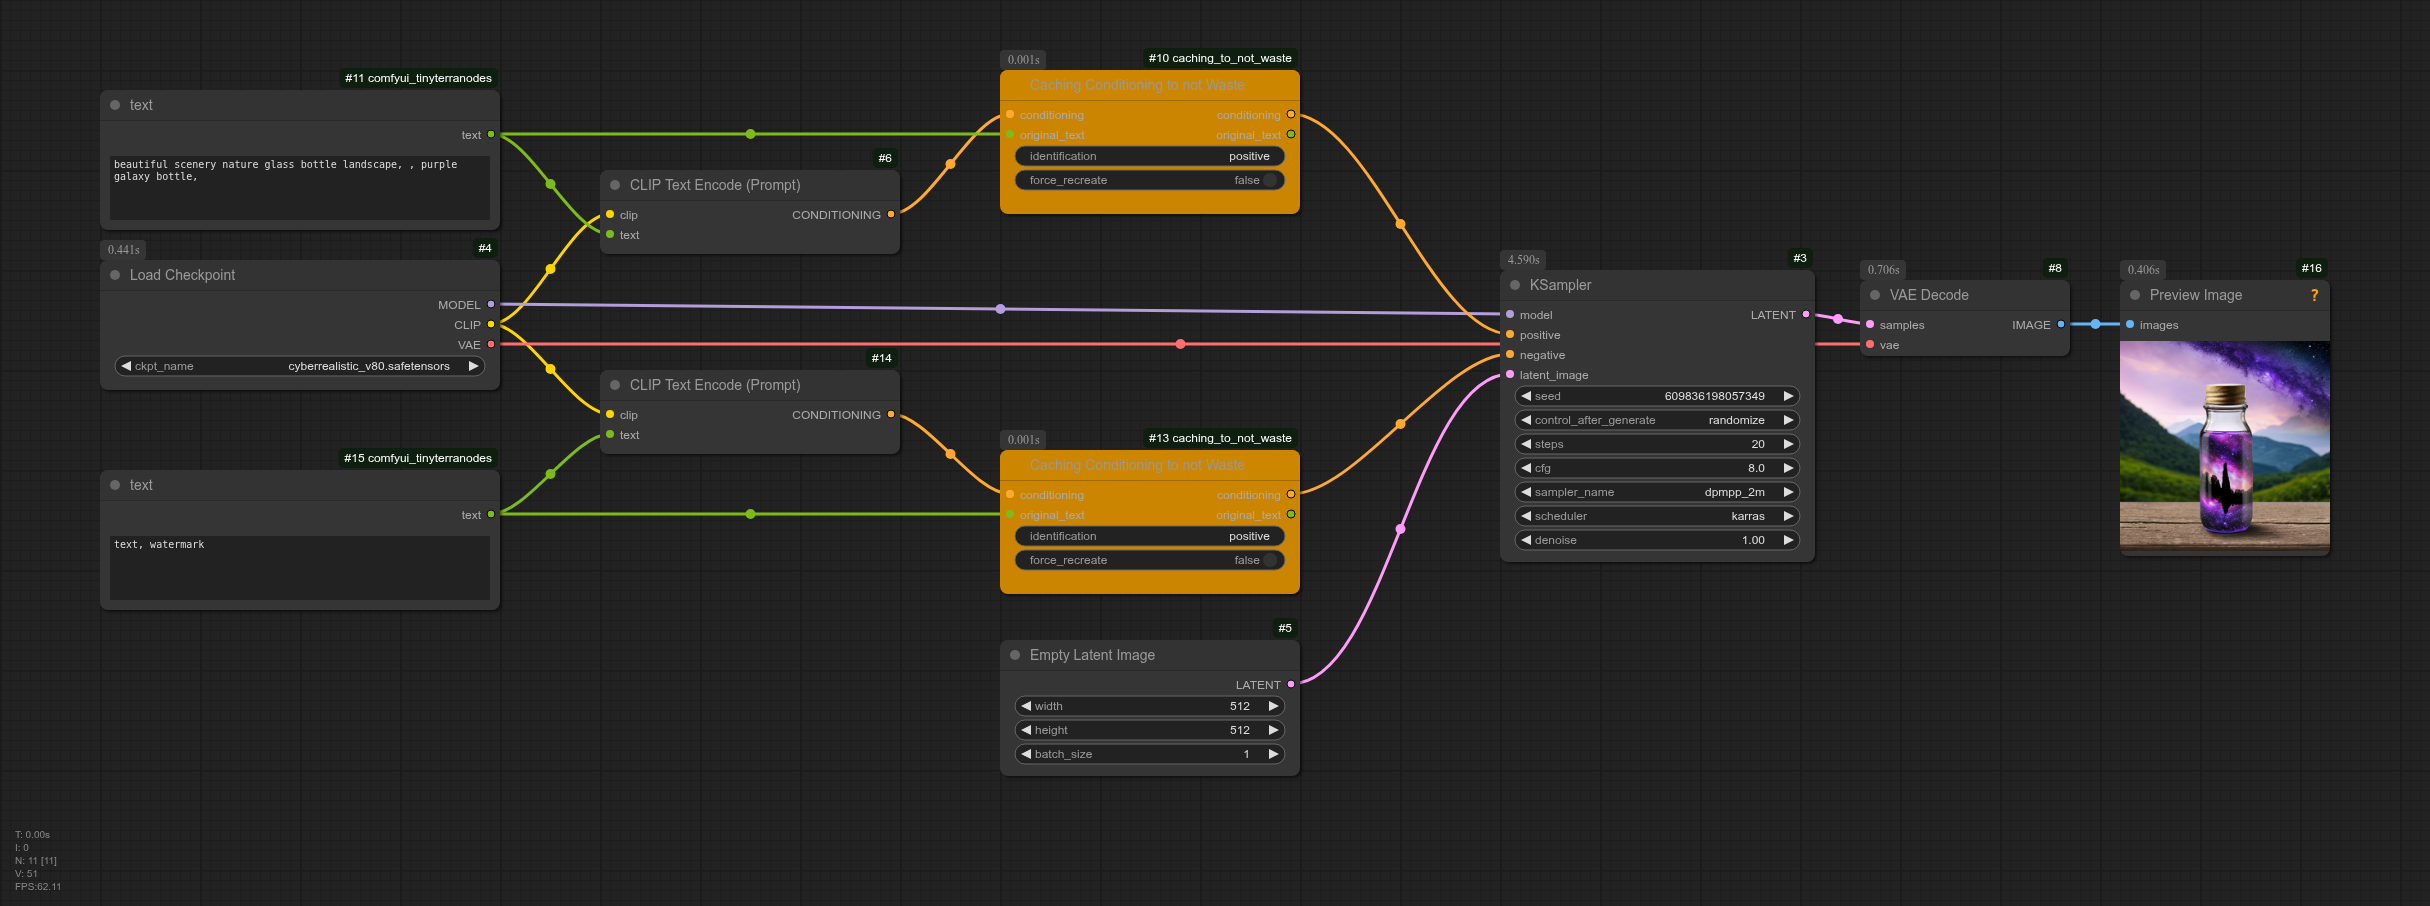 #11 comfyui_tinyterranodes
text
text
beautiful scenery nature glass bottle landscape, , purple
galaxy bottle,
0.441s
#4
Load Checkpoint
MODEL
CLIP
VAE
ckpt_name cyberrealistic_v80.safetensors
#15 comfyui_tinyterranodes
text
text
text, watermark
#6
CLIP Text Encode (Prompt)
clip CONDITIONING
text
#14
CLIP Text Encode (Prompt)
clip CONDITIONING
text
0.001s
#10 caching_to_not_waste
Caching Conditioning to not Waste
conditioning conditioning
original_text original_text
identification positive
force_recreate false
0.001s
#13 caching_to_not_waste
Caching Conditioning to not Waste
conditioning conditioning
original_text original_text
identification positive
force_recreate false
#5
Empty Latent Image
LATENT
width 512
height 512
batch_size 1
4.590s
#3
KSampler
model LATENT
positive
negative
latent_image
seed 609836198057349
control_after_generate randomize
steps 20
cfg 8.0
sampler_name dpmpp_2m
scheduler karras
denoise 1.00
0.706s
#8
VAE Decode
samples IMAGE
vae
0.406s
#16
Preview Image ?
images
T: 0.00s
I: 0
N: 11 [11]
V: 51
FPS:62.11